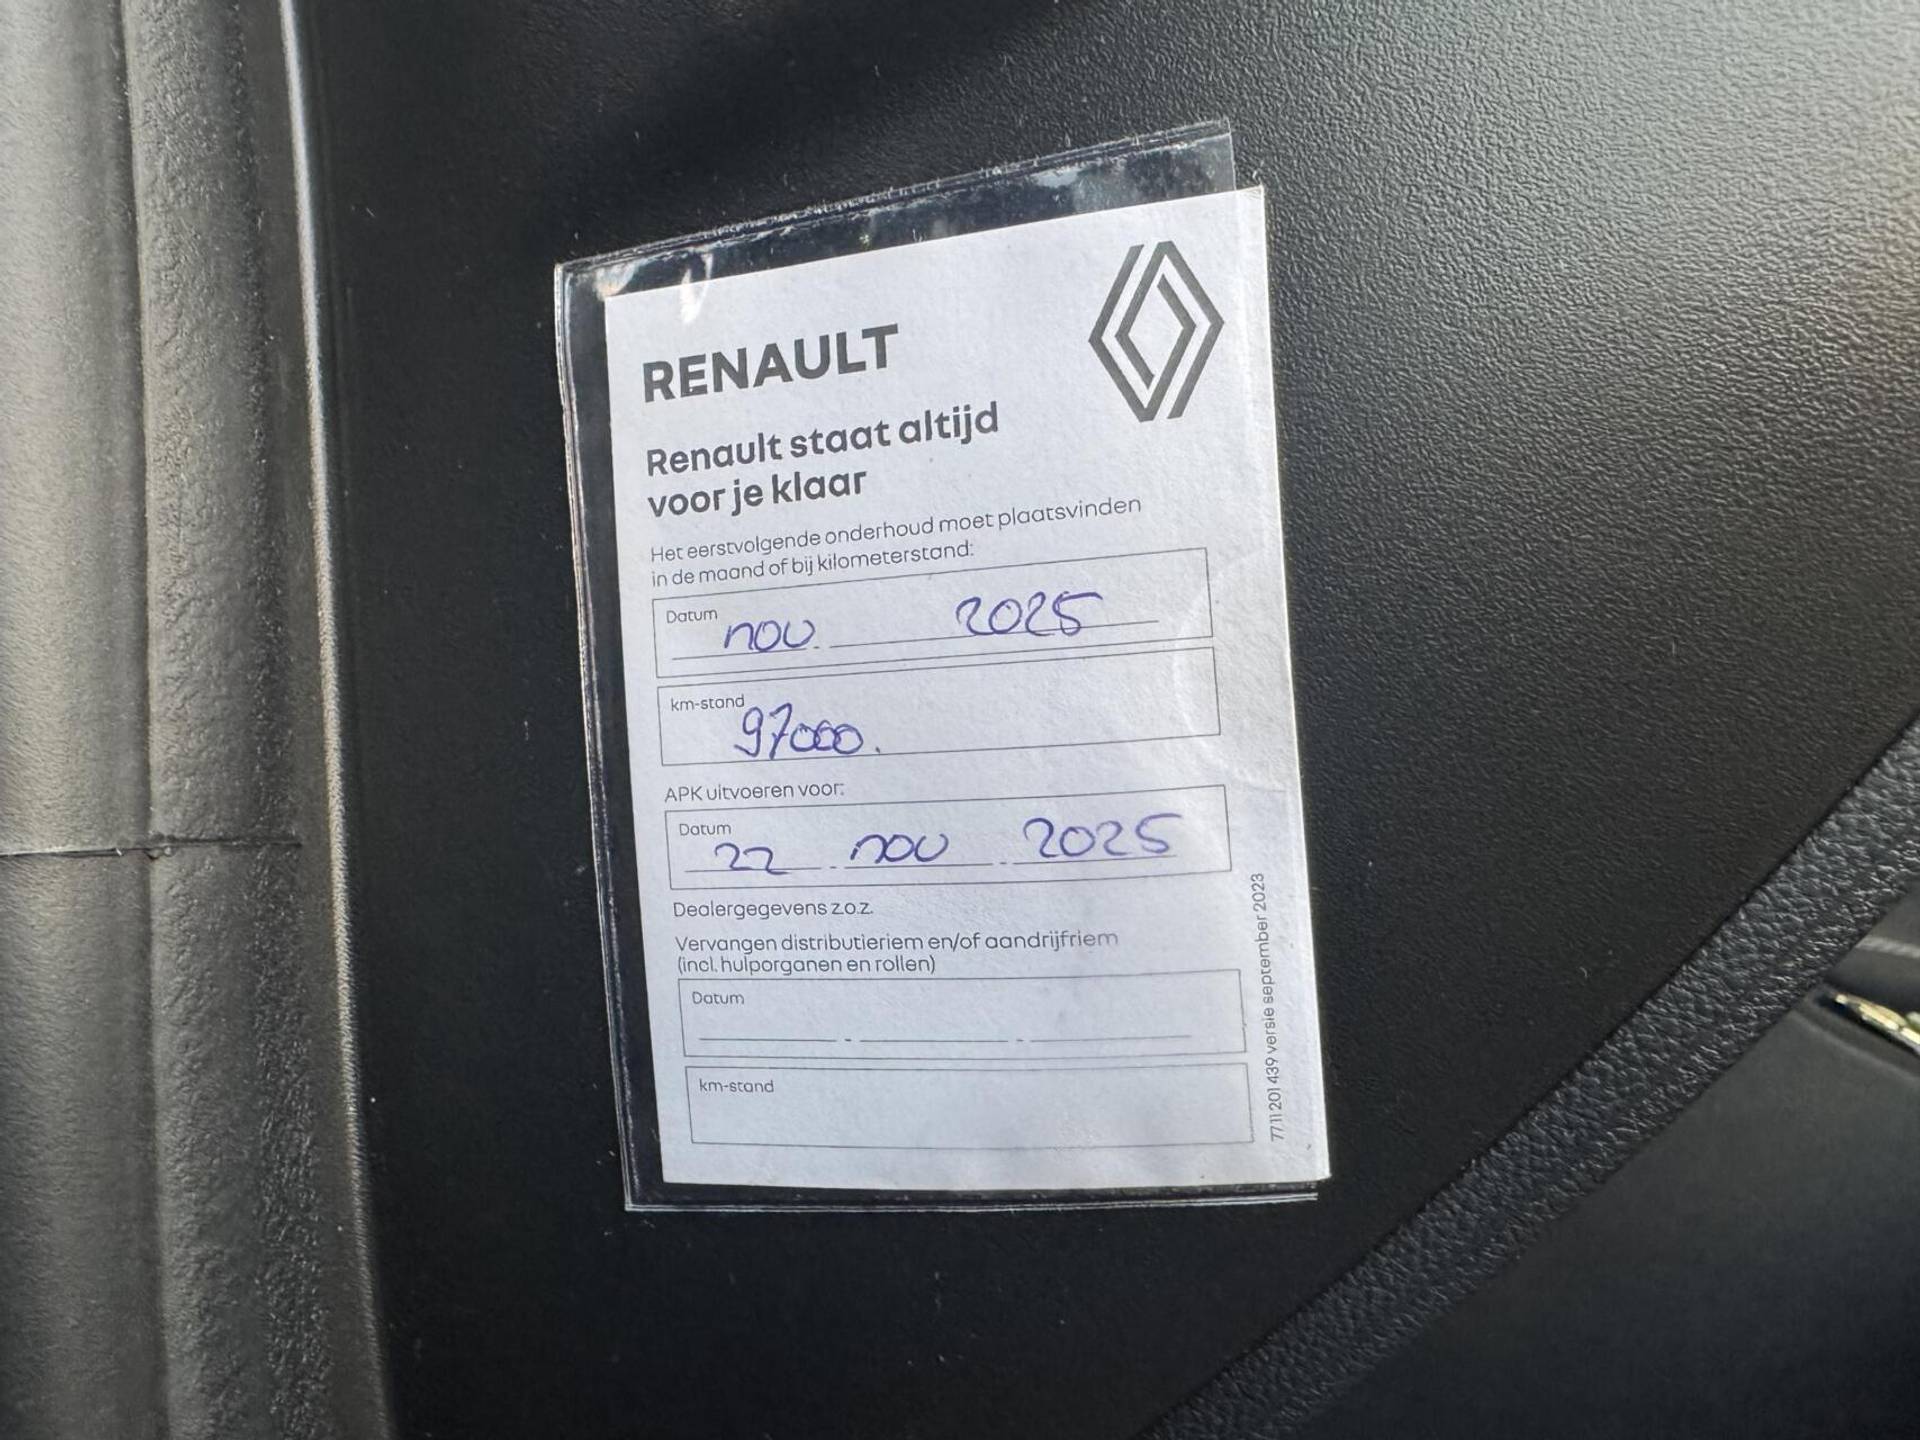 RENAULT
Renault staat altijd
voor je klaar
Het eerstvolgende onderhoud moet plaatsvinden
in de maand of bij kilometerstand:
Datum
nov. 2025
km-stand
97000.
APK uitvoeren voor:
Datum
22 nov 2025
Dealergegevens z.o.z.
Vervangen distributieriem en/of aandrijfriem
(incl. hulporganen en rollen)
Datum
km-stand
77 11 201 439 versie september 2023